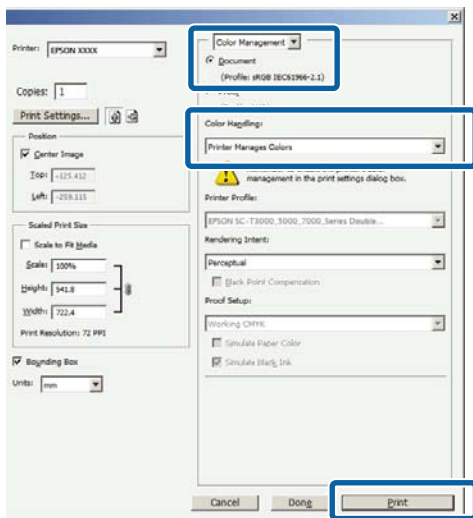 Printer: EPSON XXXX
Copies: 1
Print Settings...
Position
Center Image
Top: -125.412
Left: -259.115
Scaled Print Size
Scale to Fit Media
Scale: 100%
Height: 541.8
Width: 722.4
Print Resolution: 72 PPI
Bounding Box
Units: mm
Color Management
Document
(Profile: sRGB IEC61966-2.1)
Color Handling:
Printer Manages Colors
management in the print settings dialog box.
Printer Profile:
EPSON SC-T3000_5000_7000_Series Double...
Rendering Intent:
Perceptual
Black Point Compensation
Proof Setup:
Working CMYK
Simulate Paper Color
Simulate Black Ink
Cancel
Done
Print